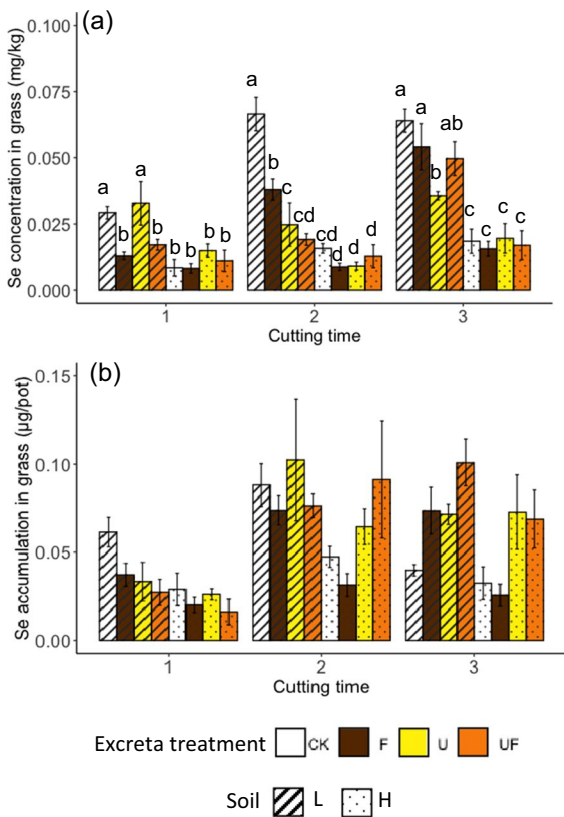 (a)
Se concentration in grass (mg/kg)
0.100
0.075
0.050
0.025
0.000
a b a b b b b b
a b c cd cd d d d
a a b ab c c c c
1 2 3
Cutting time
(b)
Se accumulation in grass (µg/pot)
0.15
0.10
0.05
0.00
1 2 3
Cutting time
Excreta treatment CK F U UF
Soil L H